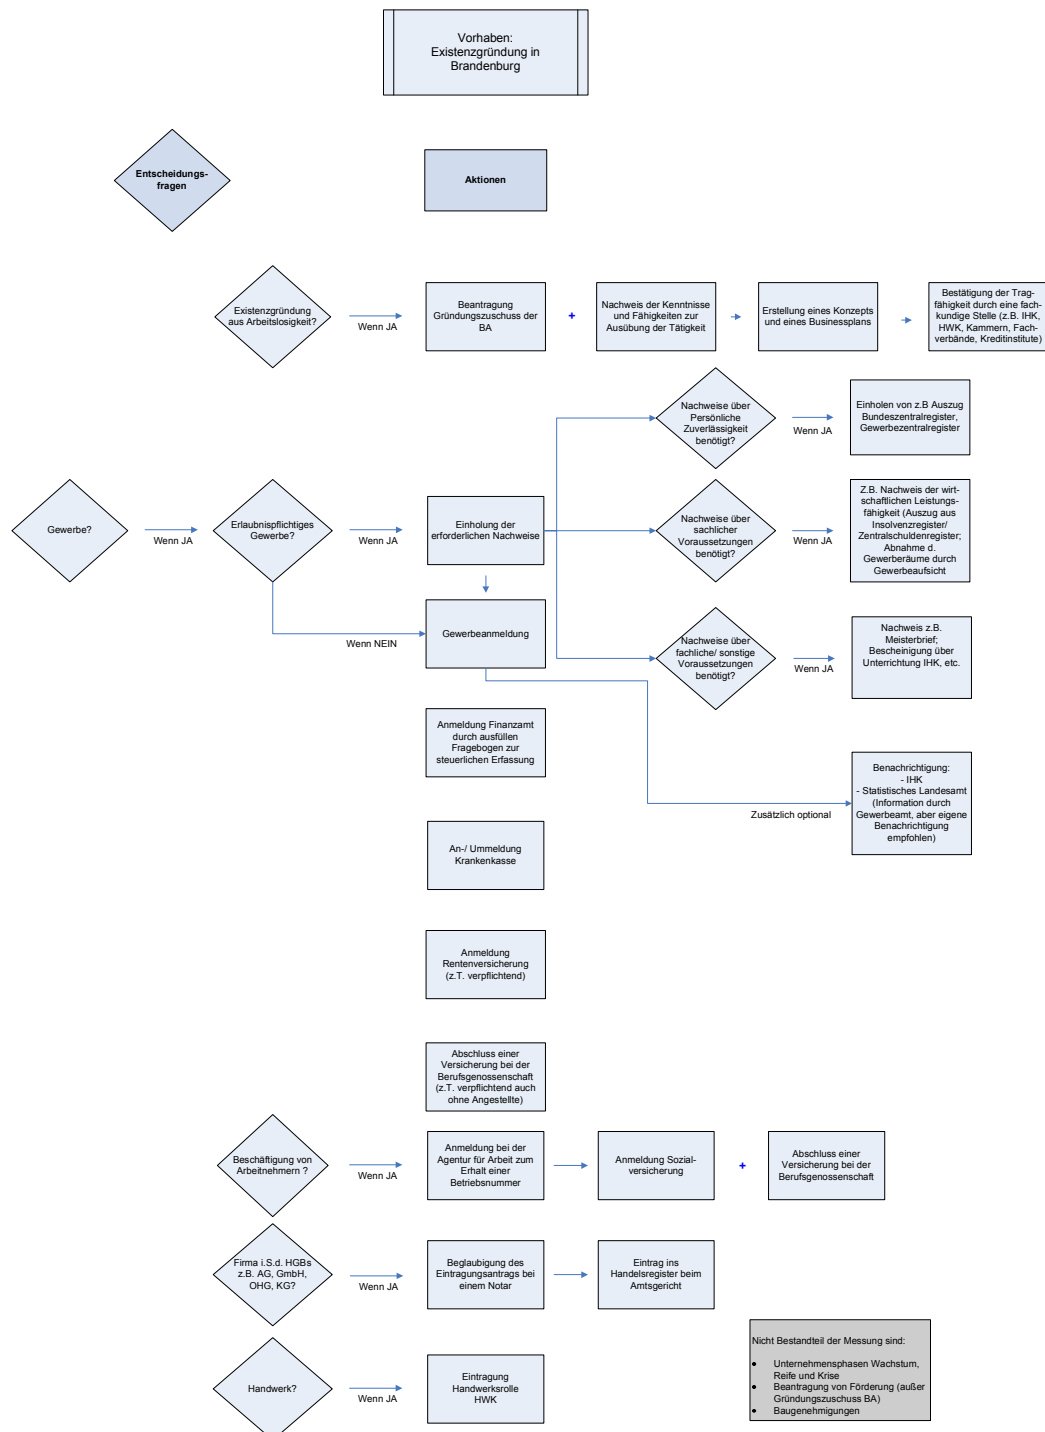 Vorhaben:
Existenzgründung in
Brandenburg
Entscheidungs-
fragen
Aktionen
Existenzgründung
aus Arbeitslosigkeit?
Wenn JA
Beantragung
Gründungszuschuss der
BA
+
Nachweis der Kenntnisse
und Fähigkeiten zur
Ausübung der Tätigkeit
Erstellung eines Konzepts
und eines Businessplans
Bestätigung der Trag-
fähigkeit durch eine fach-
kundige Stelle (z.B. IHK,
HWK, Kammern, Fach-
verbände, Kreditinstitute)
Nachweise über
Persönliche
Zuverlässigkeit
benötigt?
Wenn JA
Einholen von z.B Auszug
Bundeszentralregister,
Gewerbezentralregister
Gewerbe?
Wenn JA
Erlaubnispflichtiges
Gewerbe?
Wenn JA
Einholung der
erforderlichen Nachweise
Nachweise über
sachlicher
Voraussetzungen
benötigt?
Wenn JA
Z.B. Nachweis der wirt-
schaftlichen Leistungs-
fähigkeit (Auszug aus
Insolvenzregister/
Zentralschuldenregister;
Abnahme d.
Gewerberäume durch
Gewerbeaufsicht
Wenn NEIN
Gewerbeanmeldung
Nachweise über
fachliche/ sonstige
Voraussetzungen
benötigt?
Wenn JA
Nachweis z.B.
Meisterbrief;
Bescheinigung über
Unterrichtung IHK, etc.
Anmeldung Finanzamt
durch ausfüllen
Fragebogen zur
steuerlichen Erfassung
Zusätzlich optional
Benachrichtigung:
- IHK
- Statistisches Landesamt
(Information durch
Gewerbeamt, aber eigene
Benachrichtigung
empfohlen)
An-/ Ummeldung
Krankenkasse
Anmeldung
Rentenversicherung
(z.T. verpflichtend)
Abschluss einer
Versicherung bei der
Berufsgenossenschaft
(z.T. verpflichtend auch
ohne Angestellte)
Beschäftigung von
Arbeitnehmern ?
Wenn JA
Anmeldung bei der
Agentur für Arbeit zum
Erhalt einer
Betriebsnummer
Anmeldung Sozial-
versicherung
+
Abschluss einer
Versicherung bei der
Berufsgenossenschaft
Firma i.S.d. HGBs
z.B. AG, GmbH,
OHG, KG?
Wenn JA
Beglaubigung des
Eintragungsantrags bei
einem Notar
Eintrag ins
Handelsregister beim
Amtsgericht
Handwerk?
Wenn JA
Eintragung
Handwerksrolle
HWK
Nicht Bestandteil der Messung sind:
• Unternehmensphasen Wachstum,
Reife und Krise
• Beantragung von Förderung (außer
Gründungszuschuss BA)
• Baugenehmigungen